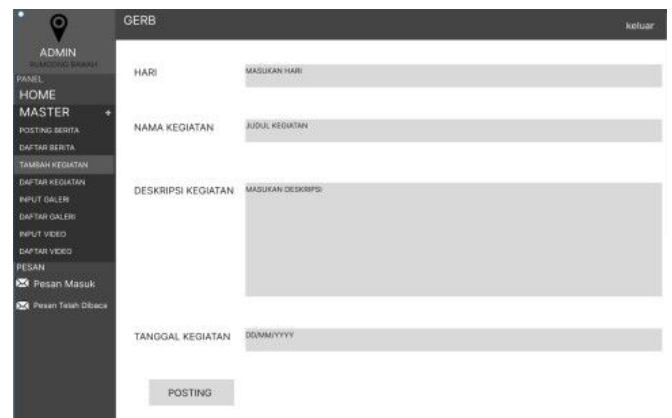 GERB
keluar
ADMIN
PANEL
HOME
MASTER +
POSTING BERITA
DAFTAR BERITA
TAMBAH KEGIATAN
DAFTAR KEGIATAN
INPUT GALERI
DAFTAR GALERI
INPUT VIDEO
DAFTAR VIDEO
PESAN
Pesan Masuk
Pesan Telah Dibaca
HARI
MASUKAN HARI
NAMA KEGIATAN
JUDUL KEGIATAN
DESKRIPSI KEGIATAN
MASUKAN DESKRIPSI
TANGGAL KEGIATAN
DD/MM/YYYY
POSTING